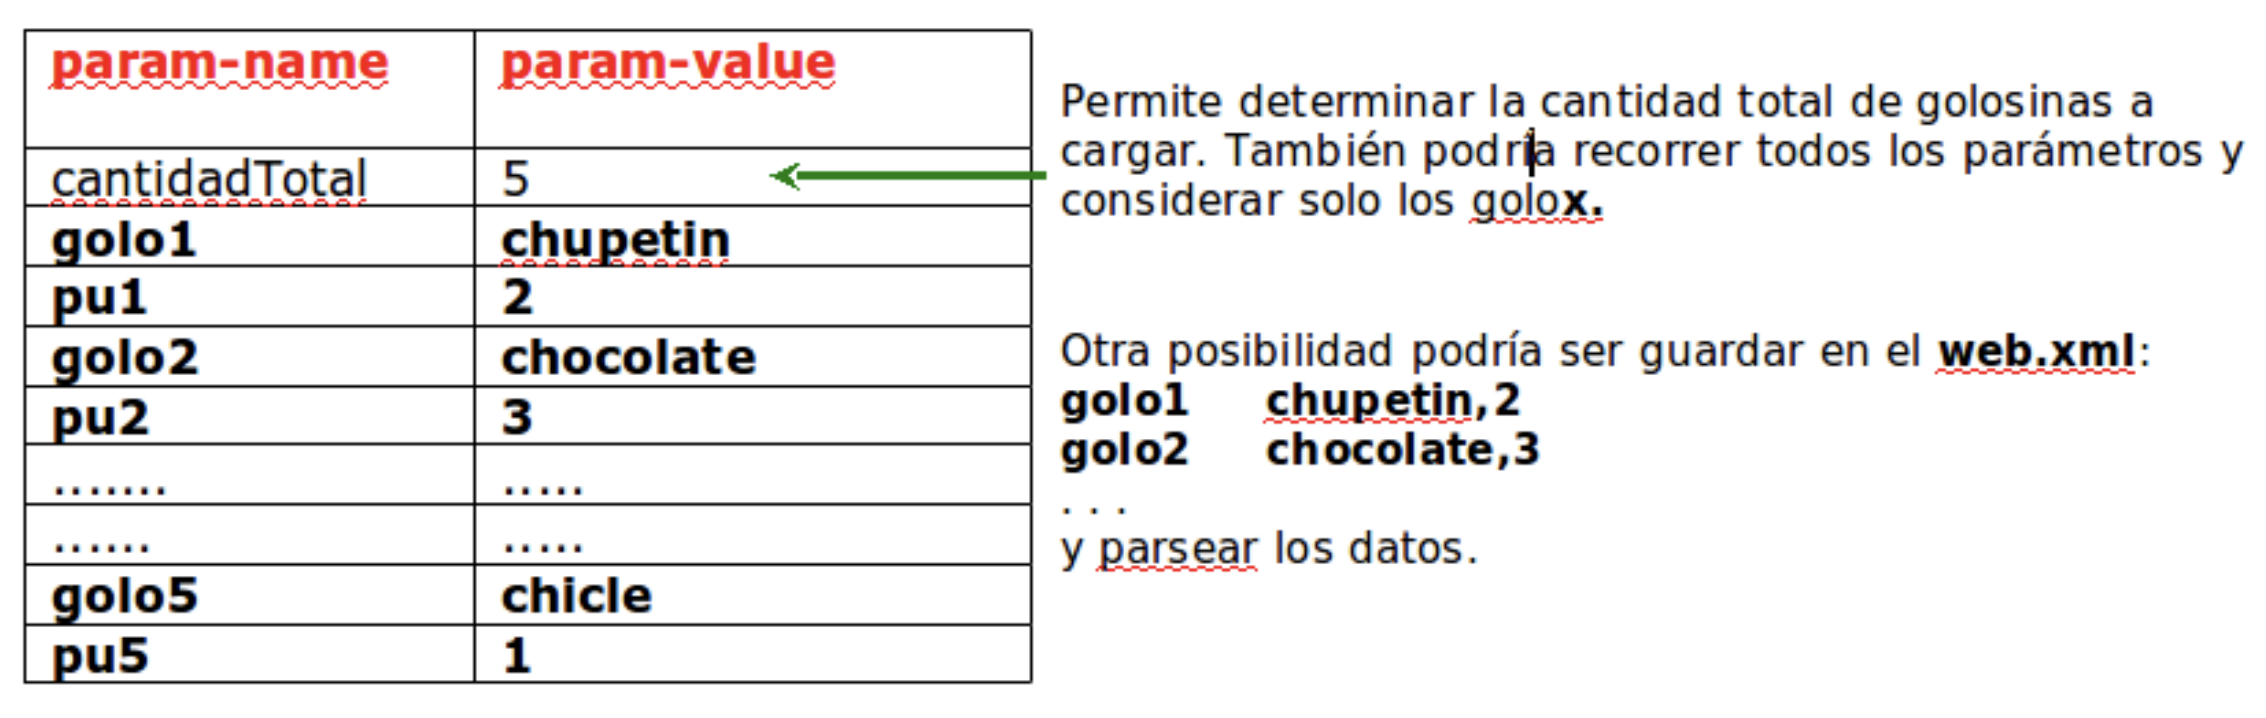 param-name param-value
cantidadTotal 5
golo1 chupetin
pu1 2
golo2 chocolate
pu2 3
........ .....
....... .....
golo5 chicle
pu5 1
Permite determinar la cantidad total de golosinas a
cargar. También podría recorrer todos los parámetros y
considerar solo los golox.
Otra posibilidad podría ser guardar en el web.xml:
golo1 chupetin,2
golo2 chocolate,3
. . .
y parsear los datos.